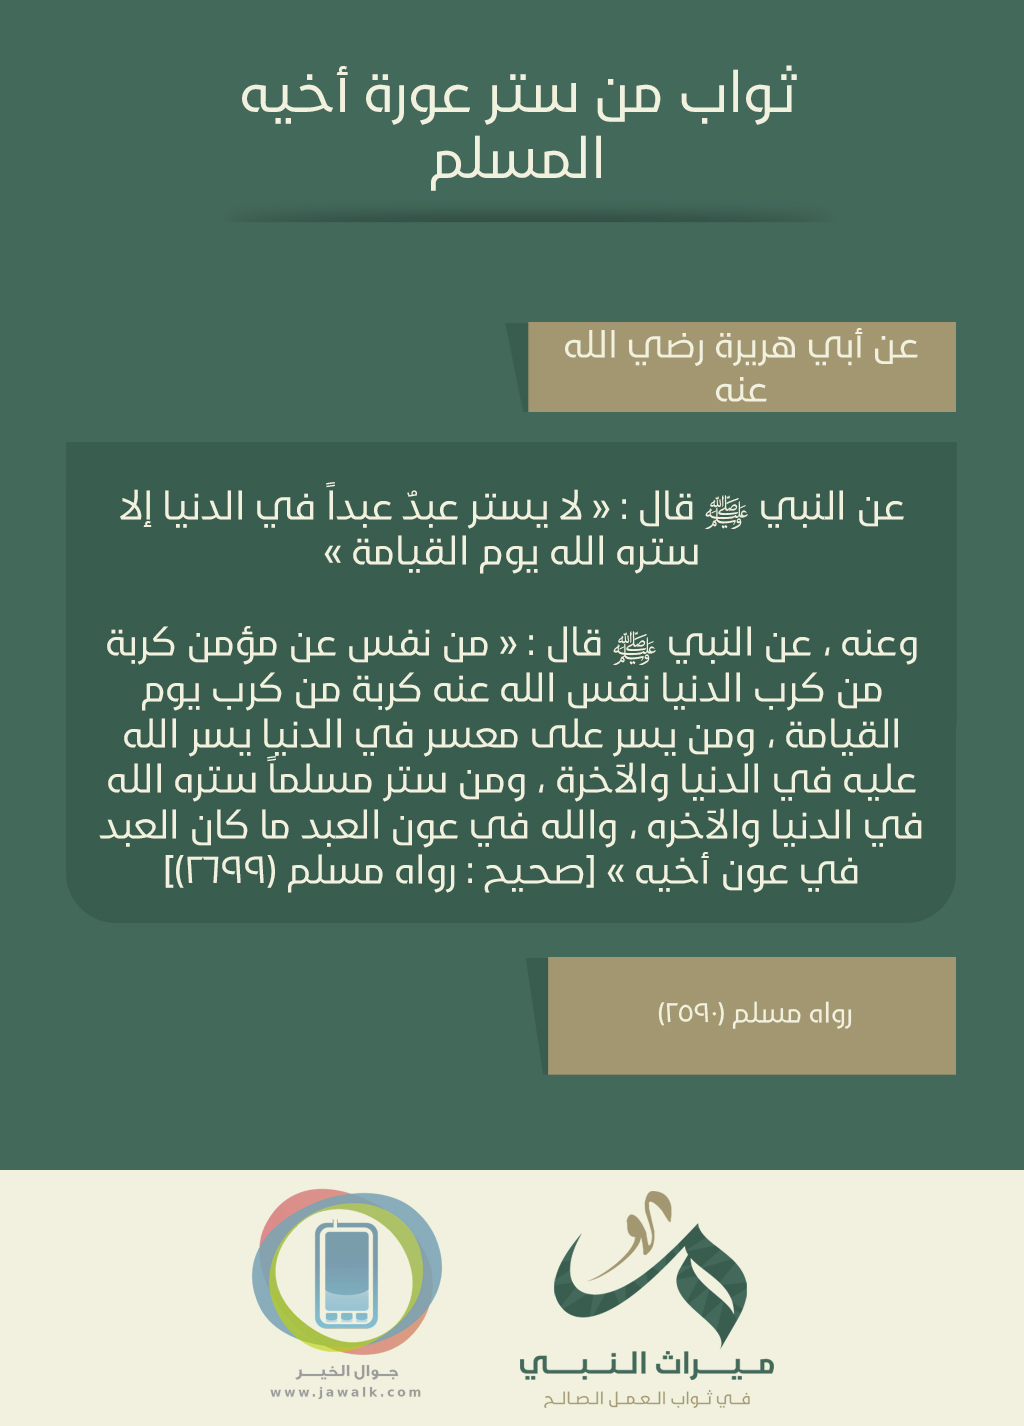 ثواب من ستر عورة أخيه
المسلم
عن أبي هريرة رضي الله
عنه
عن النبي ﷺ قال : « لا يستر عبدٌ عبداً في الدنيا إلا
ستره الله يوم القيامة »
وعنه ، عن النبي ﷺ قال : « من نفس عن مؤمن كربة
من كرب الدنيا نفس الله عنه كربة من كرب يوم
القيامة ، ومن يسر على معسر في الدنيا يسر الله
عليه في الدنيا والآخرة ، ومن ستر مسلماً ستره الله
في الدنيا والآخره ، والله في عون العبد ما كان العبد
في عون أخيه » [صحيح : رواه مسلم (٢٦٩٩)]
رواه مسلم (٢٥٩٠)
ميراث النبي
في ثواب العمل الصالح
جوال الخير
www.jawalk.com